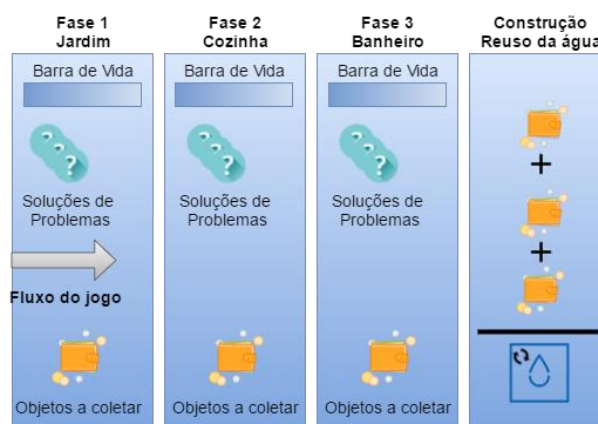 Fase 1
Jardim
Barra de Vida
? ? ?
Soluções de
Problemas
Fluxo do jogo
Objetos a coletar
Fase 2
Cozinha
Barra de Vida
? ? ?
Soluções de
Problemas
Objetos a coletar
Fase 3
Banheiro
Barra de Vida
? ? ?
Soluções de
Problemas
Objetos a coletar
Construção
Reuso da água
+
+